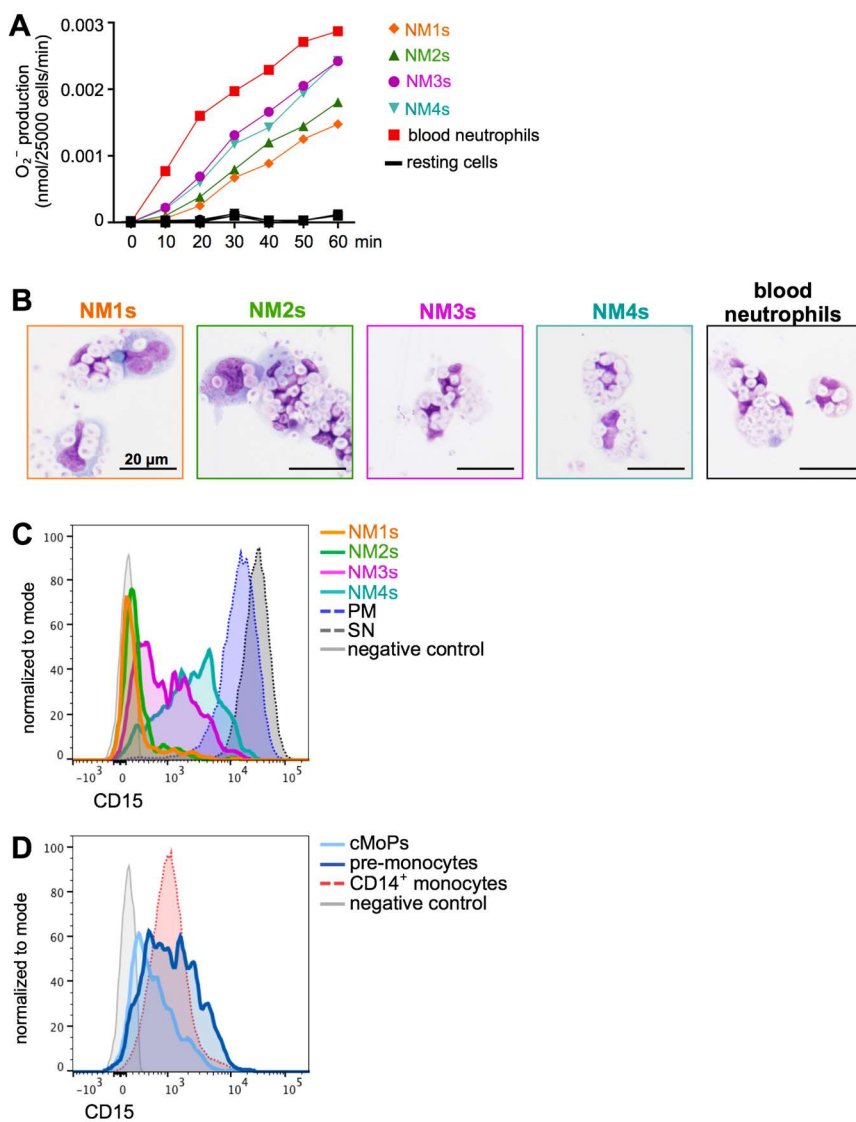 A
O2⁻ production
(nmol/25000 cells/min)
0.003
0.002
0.001
0
0 10 20 30 40 50 60 min
NM1s
NM2s
NM3s
NM4s
blood neutrophils
resting cells
B
NM1s
NM2s
NM3s
NM4s
blood
neutrophils
20 µm
C
normalized to mode
100
80
60
40
20
0
-10³ 0 10³ 10⁴ 10⁵
CD15
NM1s
NM2s
NM3s
NM4s
PM
SN
negative control
D
normalized to mode
100
80
60
40
20
0
-10³ 0 10³ 10⁴ 10⁵
CD15
cMoPs
pre-monocytes
CD14⁺ monocytes
negative control